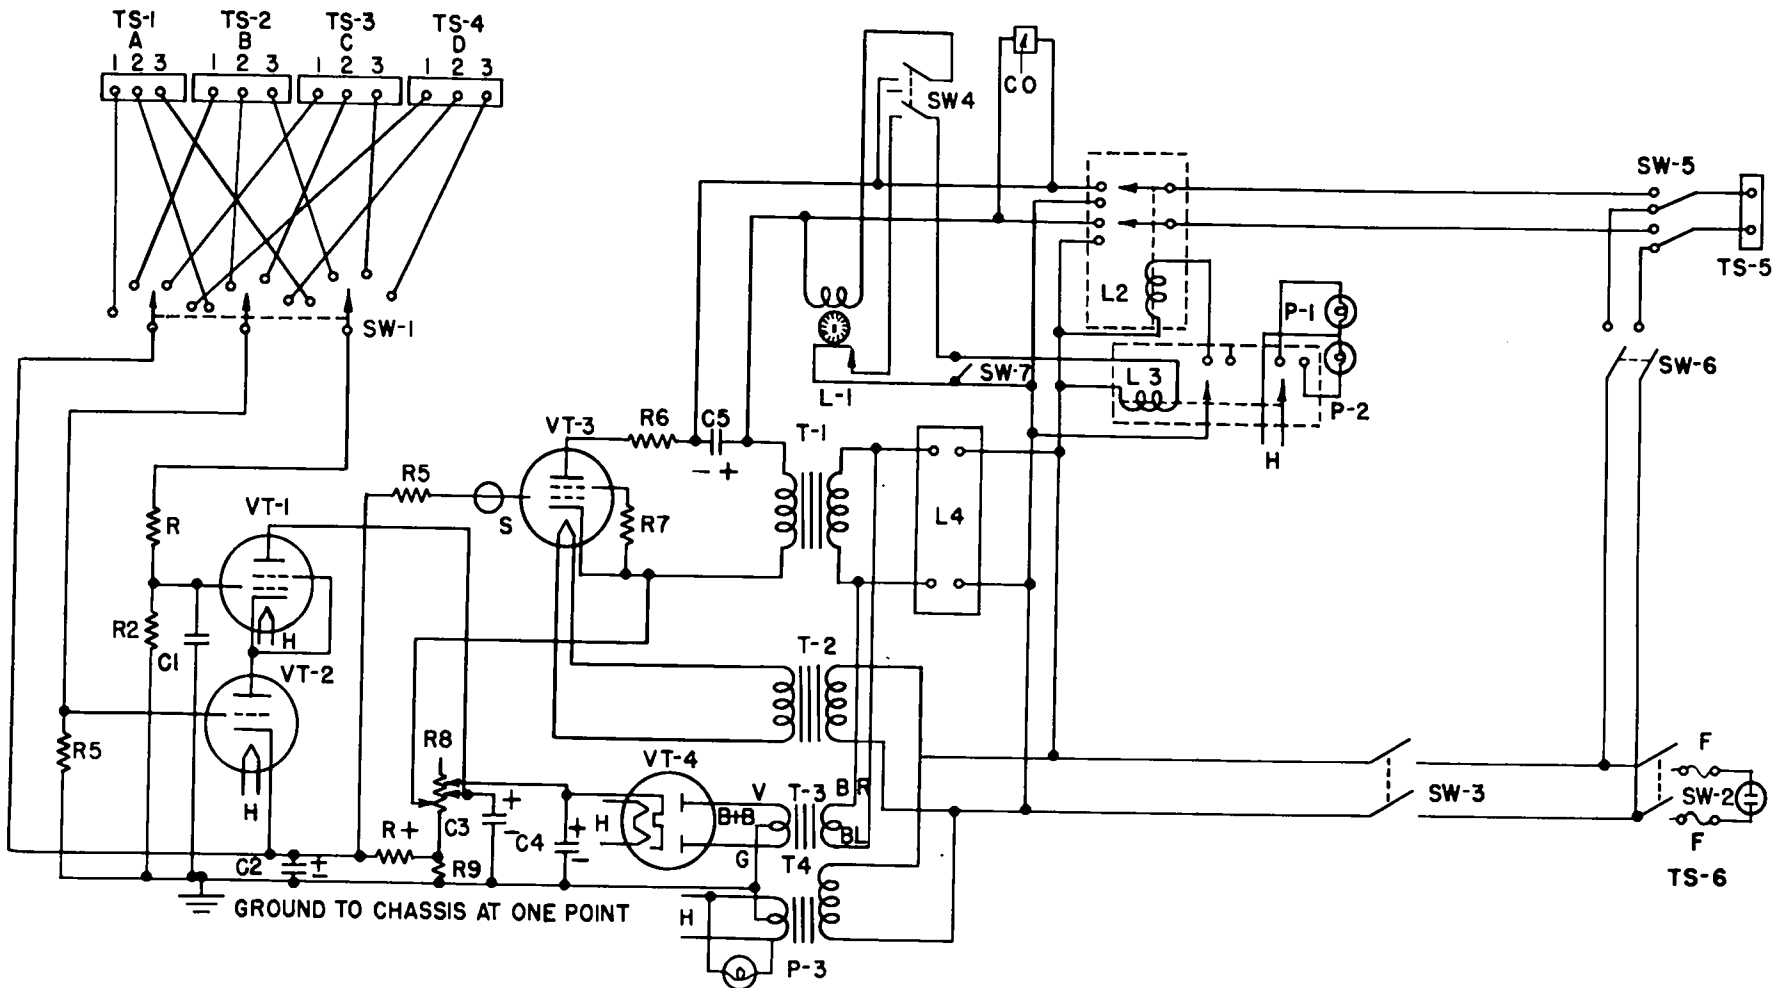 TS-1 TS-2 TS-3 TS-4
A B C D
1 2 3 1 2 3 1 2 3 1 2 3
SW4
CO
SW-5
TS-5
L2
P-1
SW-1
SW-7
L 3
SW-6
L-1
P-2
VT-3
R6
C5
T-1
- +
H
R5
VT-1
R
S
R7
L4
R2
C1
H
VT-2
T-2
R5
R8
VT-4
V
T-3
B R
F
SW-3
SW-2
H
+
C3
-
C4
+
-
H
B+B
BL
R+
G
T4
F
C2
+
-
R9
TS-6
GROUND TO CHASSIS AT ONE POINT
H
P-3